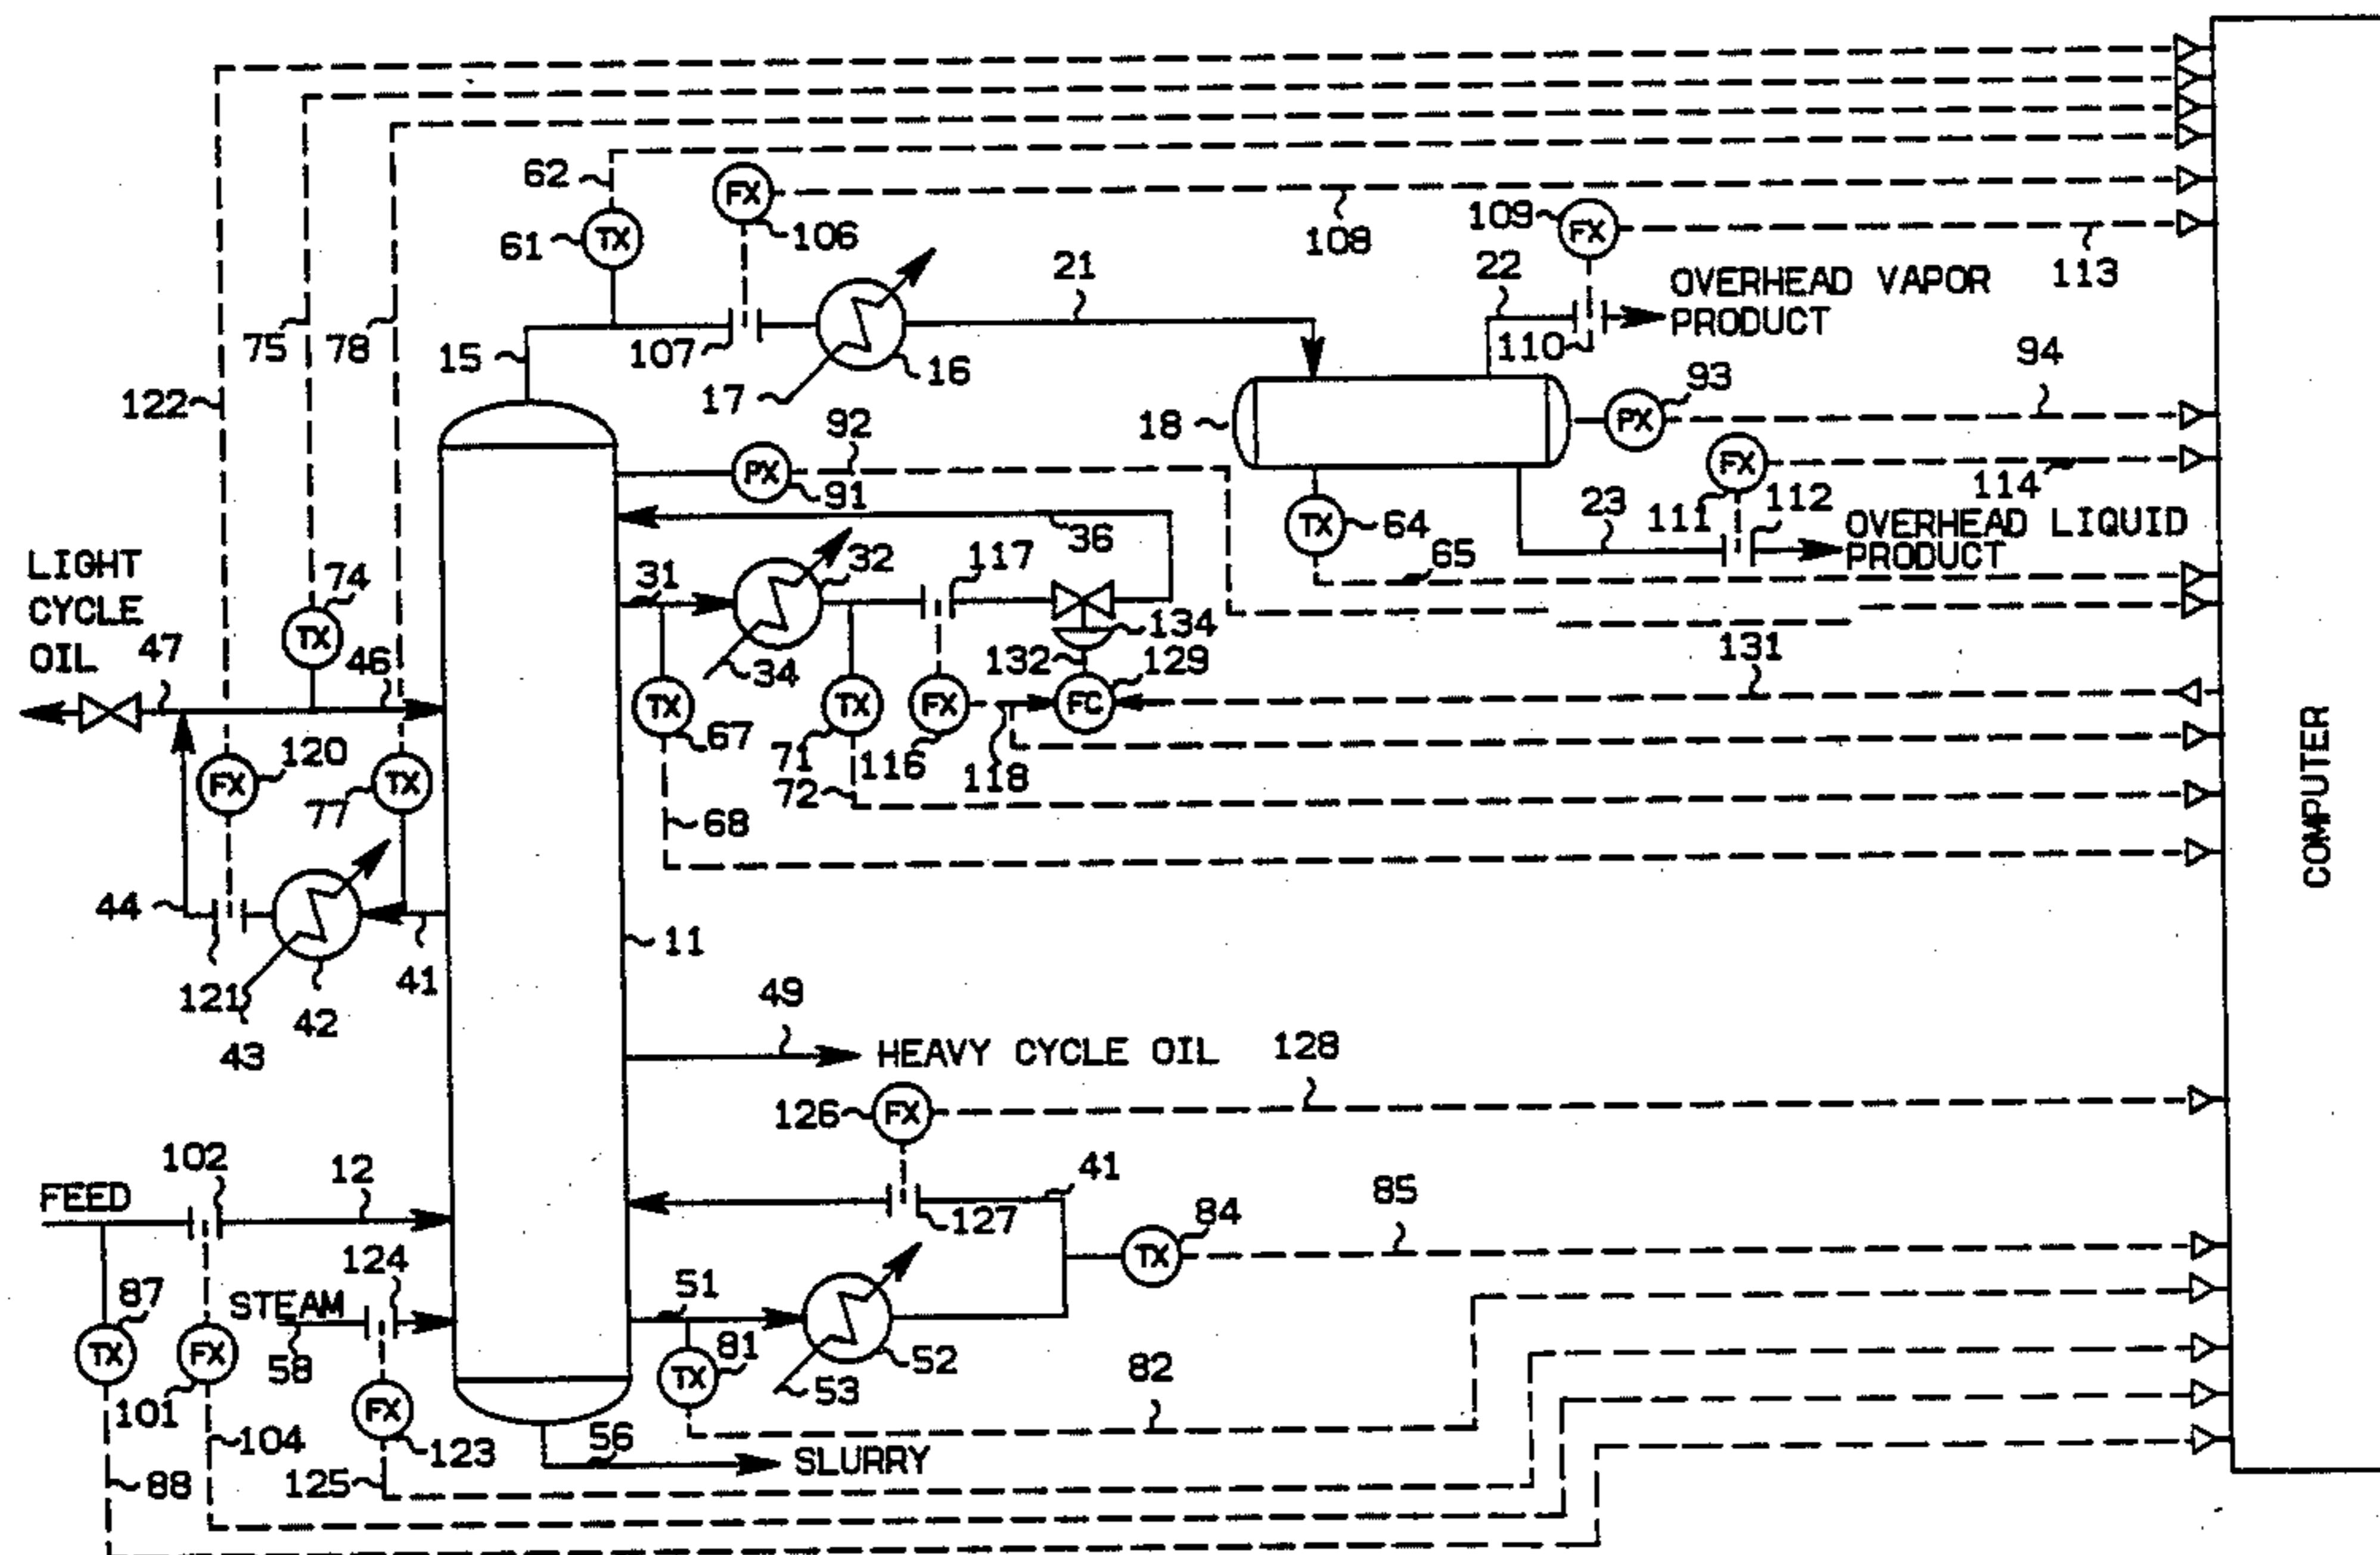 62
FX
109
FX
61
TX
106
108
113
21
22
OVERHEAD VAPOR
PRODUCT
75
78
15
107
16
110
17
122
94
93
18
PX
92
PX
91
FX
114
112
23
111
TX
64
OVERHEAD LIQUID
PRODUCT
36
65
LIGHT
CYCLE
OIL
74
TX
31
32
117
134
47
46
34
132
129
131
TX
67
TX
71
FX
116
118
FC
120
FX
TX
77
72
68
COMPUTER
44
11
121
42
41
43
49
HEAVY CYCLE OIL
128
126
FX
102
12
FEED
41
127
84
TX
85
124
87
STEAM
51
TX
FX
58
TX
81
52
53
82
101
FX
104
123
56
SLURRY
88
125